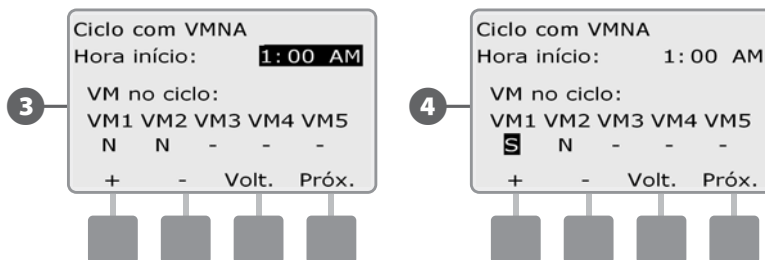 Ciclo com VMNA
Hora início: 1:00 AM
VM no ciclo:
VM1 VM2 VM3 VM4 VM5
N N - - -
+ - Volt. Próx.
3
Ciclo com VMNA
Hora início: 1:00 AM
VM no ciclo:
VM1 VM2 VM3 VM4 VM5
S N - - -
+ - Volt. Próx.
4